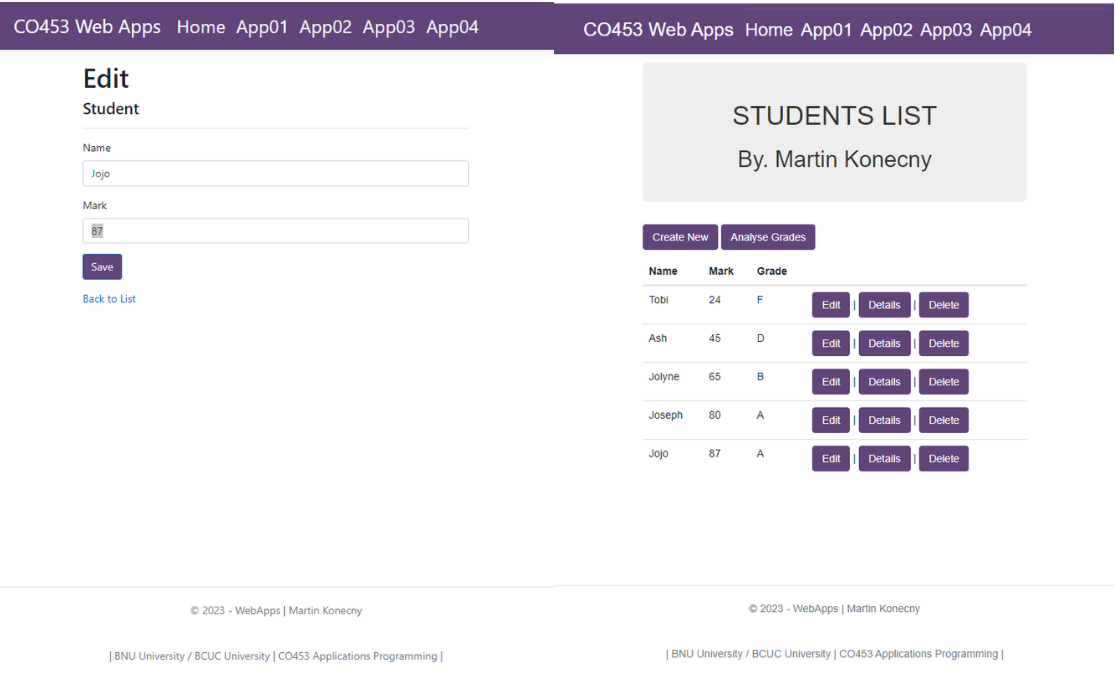 CO453 Web Apps Home App01 App02 App03 App04
Edit
Student
Name
Jojo
Mark
87
Save
Back to List
© 2023 - WebApps | Martin Konecny
| BNU University / BCUC University | CO453 Applications Programming |
CO453 Web Apps Home App01 App02 App03 App04
STUDENTS LIST
By. Martin Konecny
Create New Analyse Grades
Name Mark Grade
Tobi 24 F Edit | Details | Delete
Ash 45 D Edit | Details | Delete
Jolyne 65 B Edit | Details | Delete
Joseph 80 A Edit | Details | Delete
Jojo 87 A Edit | Details | Delete
© 2023 - WebApps | Martin Konecny
| BNU University / BCUC University | CO453 Applications Programming |